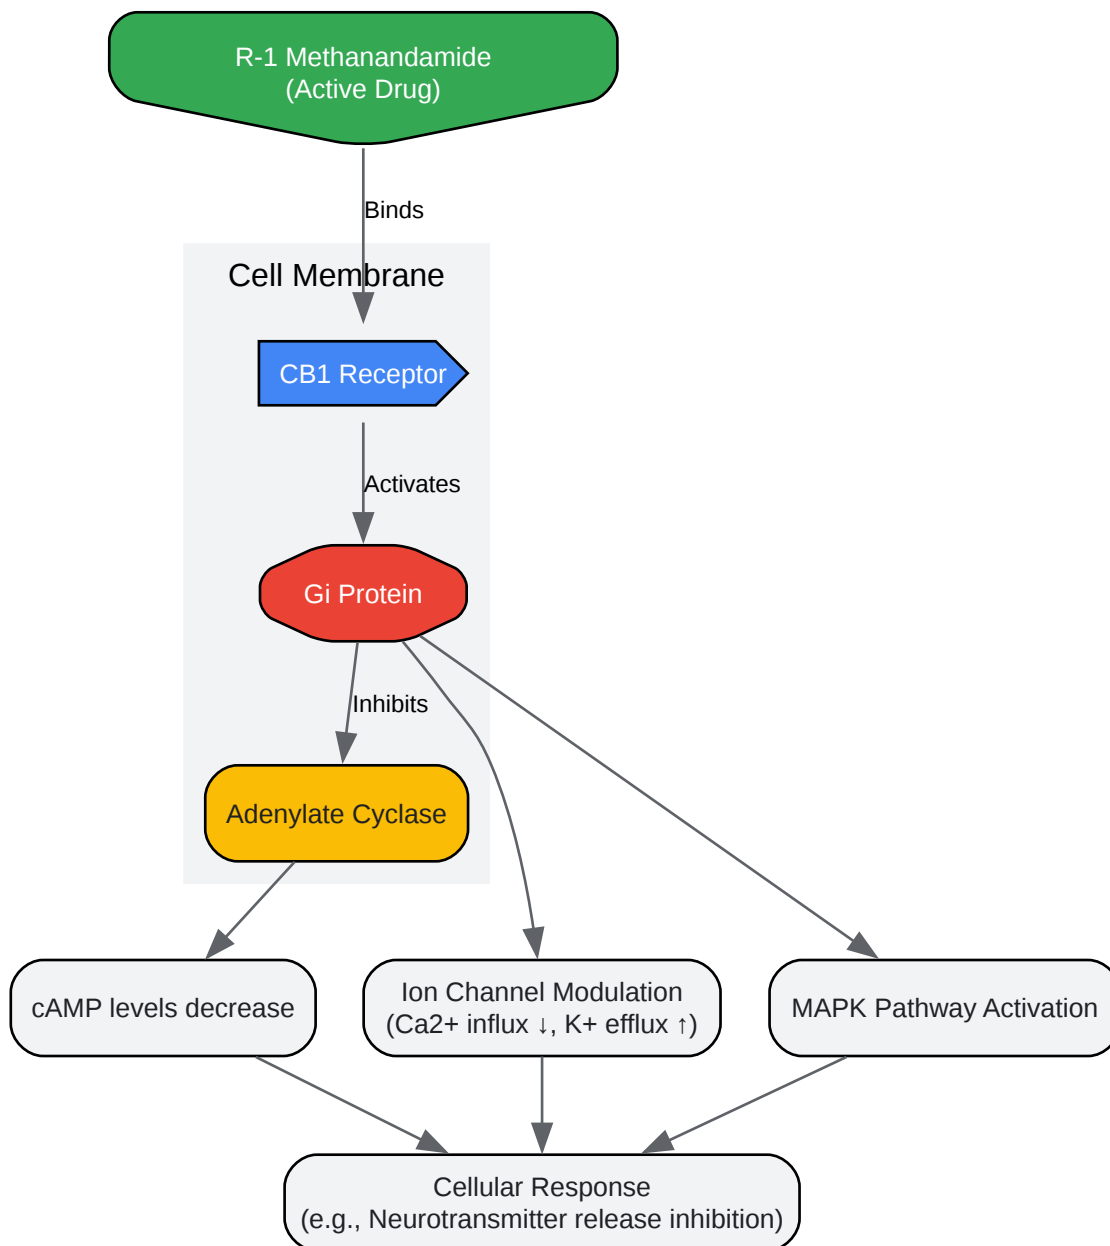 R-1 Methanandamide
(Active Drug)
Binds
Cell Membrane
CB1 Receptor
Activates
Gi Protein
Inhibits
Adenylate Cyclase
cAMP levels decrease
Ion Channel Modulation
(Ca2+ influx ↓, K+ efflux ↑)
MAPK Pathway Activation
Cellular Response
(e.g., Neurotransmitter release inhibition)